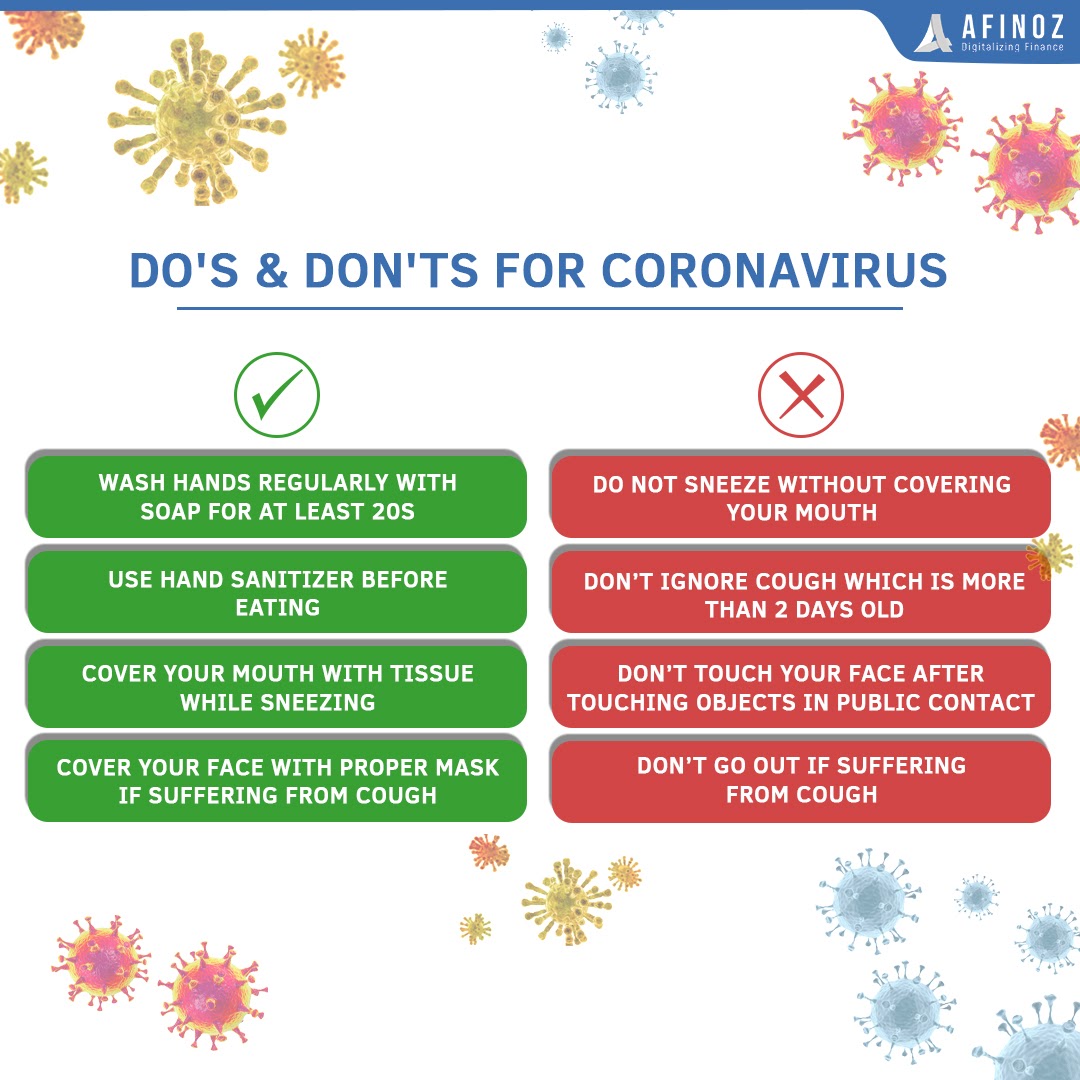 AFINOZ
Digitalizing Finance
DO'S & DON'TS FOR CORONAVIRUS
WASH HANDS REGULARLY WITH
SOAP FOR AT LEAST 20S
USE HAND SANITIZER BEFORE
EATING
COVER YOUR MOUTH WITH TISSUE
WHILE SNEEZING
COVER YOUR FACE WITH PROPER MASK
IF SUFFERING FROM COUGH
DO NOT SNEEZE WITHOUT COVERING
YOUR MOUTH
DON’T IGNORE COUGH WHICH IS MORE
THAN 2 DAYS OLD
DON’T TOUCH YOUR FACE AFTER
TOUCHING OBJECTS IN PUBLIC CONTACT
DON’T GO OUT IF SUFFERING
FROM COUGH